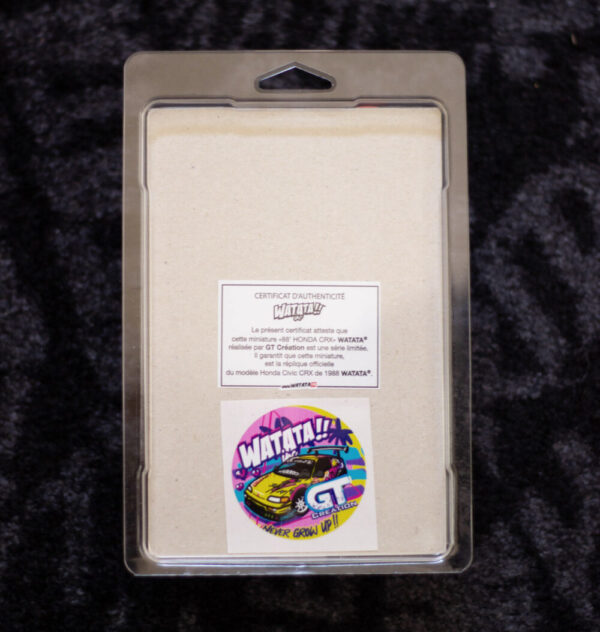 CERTIFICAT D'AUTHENTICITÉ
WATATA!!
Le présent certificat atteste que
cette miniature «88' HONDA CRX» WATATA®
réalisée par GT Création est une série limitée.
Il garantit que cette miniature,
est la réplique officielle
du modèle Honda Civic CRX de 1988 WATATA®.
WATATA!!
GT
CREATION
NEVER GROW UP!!